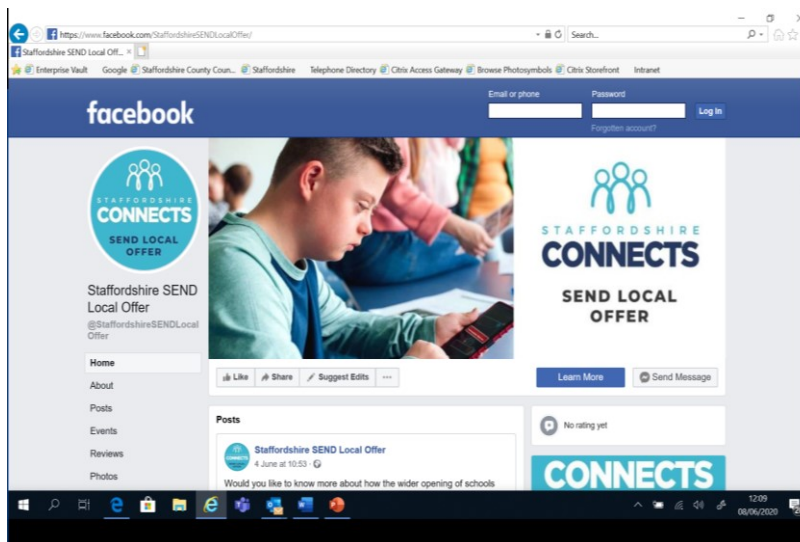 https://www.facebook.com/StaffordshireSENDLocalOffer/
Search...
Staffordshire SEND Local Off...
Enterprise Vault Google Staffordshire County Coun... Staffordshire Telephone Directory Citrix Access Gateway Browse Photosymbols Citrix Storefront Intranet
facebook
Email or phone
Password
Log In
Forgotten account?
STAFFORDSHIRE
CONNECTS
SEND LOCAL
OFFER
STAFFORDSHIRE
CONNECTS
SEND LOCAL
OFFER
Staffordshire SEND
Local Offer
@StaffordshireSENDLocal
Offer
Home
About
Posts
Events
Reviews
Photos
Like Share Suggest Edits ...
Learn More
Send Message
Posts
Staffordshire SEND Local Offer
4 June at 10:53 ·
Would you like to know more about how the wider opening of schools
No rating yet
CONNECTS
12:09
08/06/2020